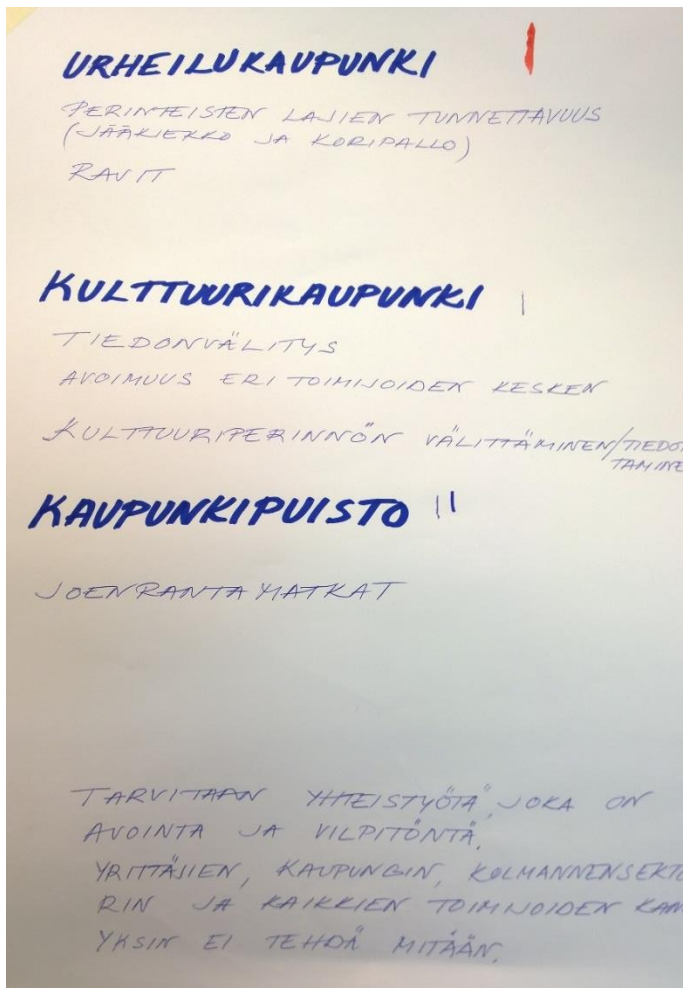 URHEILUKAUPUNKI
PERINTEISTEN LAJIEN TUNNETTAVUUS
(JÄÄKIEKKO JA KORIPALLO)
RAVIT
KULTTUURIKAUPUNKI
TIEDONVÄLITYS
AVOIMUUS ERI TOIMIJOIDEN KESKEN
KULTTUURIPERINNÖN VÄLITTÄMINEN/TIEDOT
TAMINE
KAUPUNKIPUISTO
JOENRANTAMATKAT
TARVITAAN YHTEISTYÖTÄ, JOKA ON
AVOINTA JA VILPITÖNTÄ.
YRITTÄJIEN, KAUPUNGIN, KOLMANNENSEKTO
RIN JA KAIKKIEN TOIMIJOIDEN KAN
YKSIN EI TEHDÄ MITÄÄN.